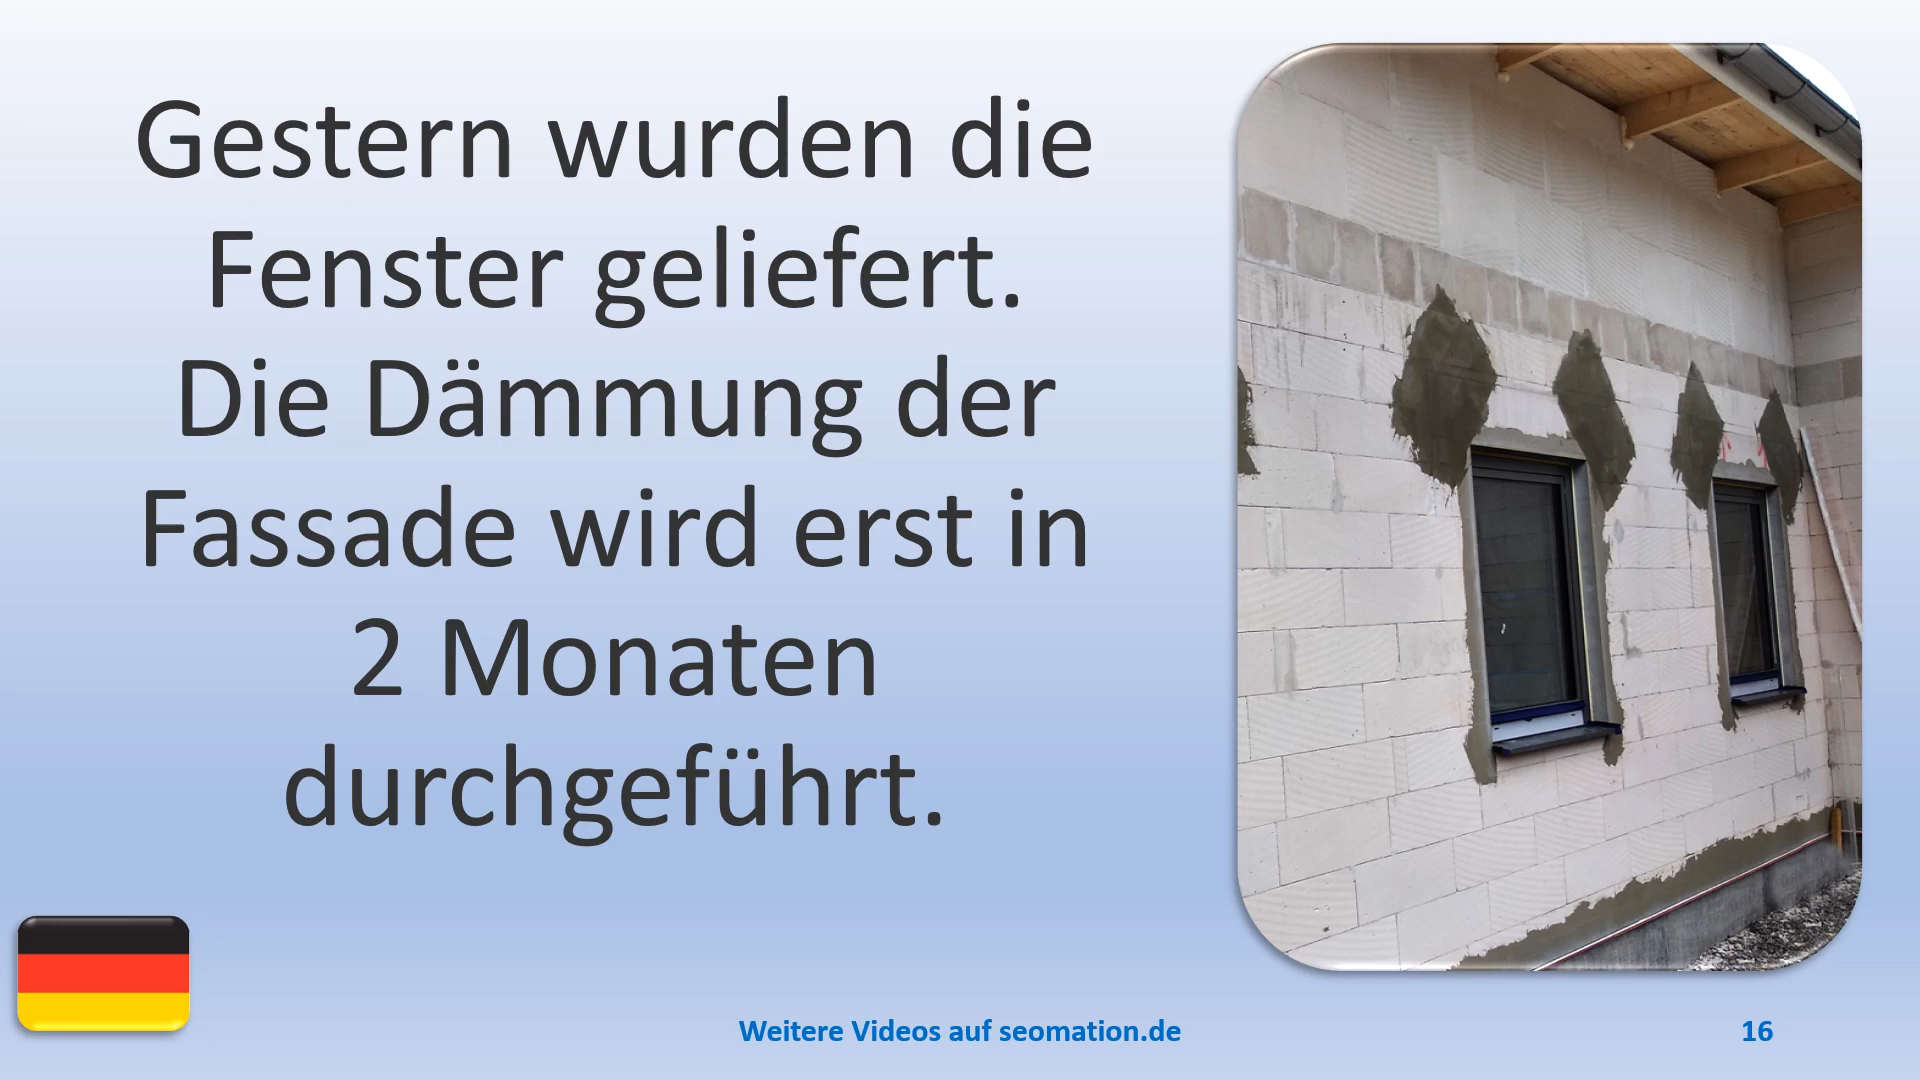 Gestern wurden die
Fenster geliefert.
Die Dämmung der
Fassade wird erst in
2 Monaten
durchgeführt.
Weitere Videos auf seomation.de
16